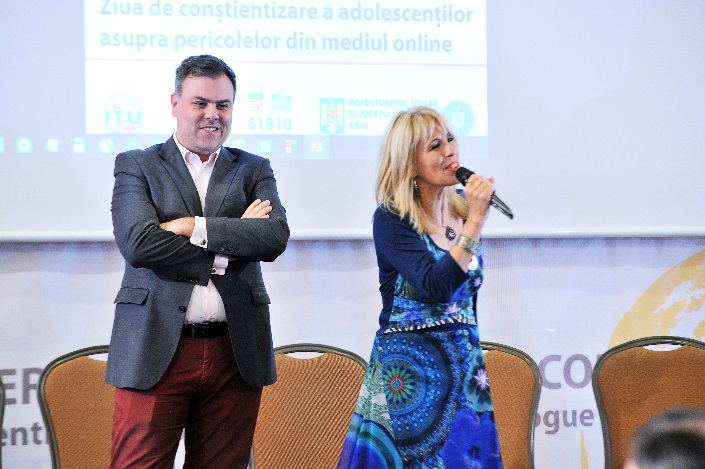 Ziua de conștientizare a adolescenților
asupra pericolelor din mediul online
ITU
SIBIU
INSPECTORATUL ȘCOLAR
AL JUDEȚULUI
SIBIU